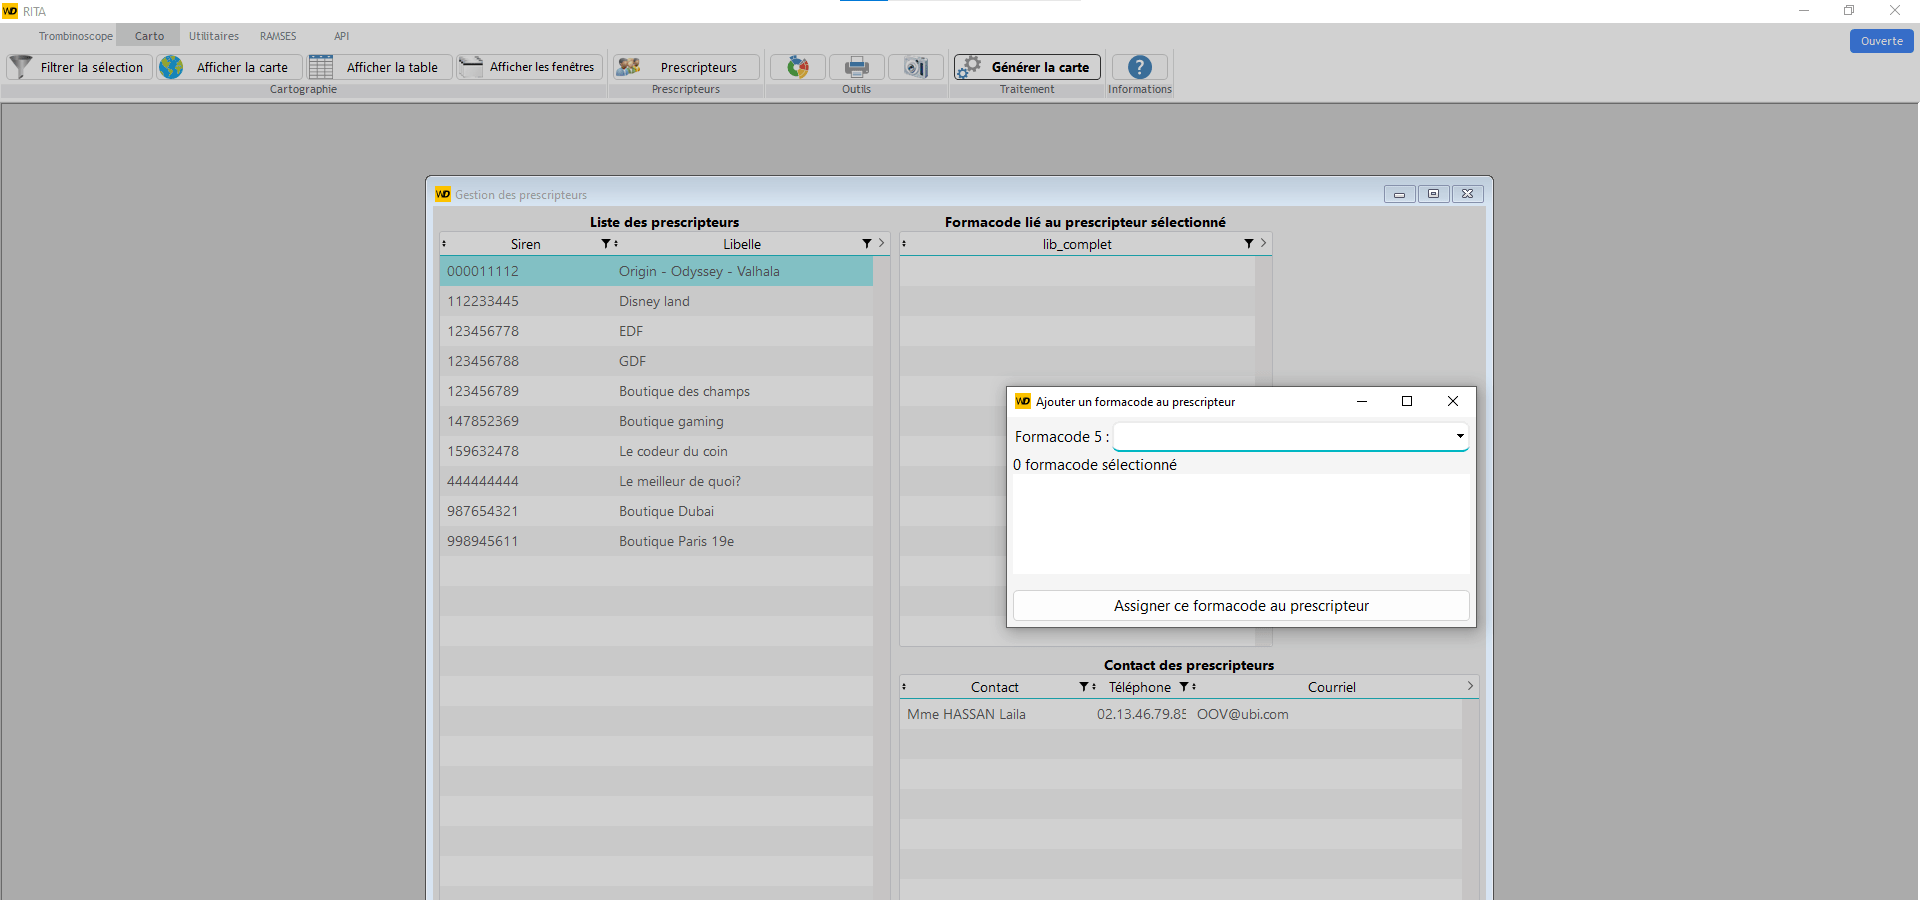 WD RITA
Trombinoscope Carto Utilitaires RAMSES API
Ouverte
Filtrer la sélection Afficher la carte Afficher la table Afficher les fenêtres Prescripteurs Générer la carte ?
Cartographie Prescripteurs Outils Traitement Informations
WD Gestion des prescripteurs
Liste des prescripteurs
Siren Libelle
000011112 Origin - Odyssey - Valhala
112233445 Disney land
123456778 EDF
123456788 GDF
123456789 Boutique des champs
147852369 Boutique gaming
159632478 Le codeur du coin
444444444 Le meilleur de quoi?
987654321 Boutique Dubai
998945611 Boutique Paris 19e
Formacode lié au prescripteur sélectionné
lib_complet
WD Ajouter un formacode au prescripteur
Formacode 5 :
0 formacode sélectionné
Assigner ce formacode au prescripteur
Contact des prescripteurs
Contact Téléphone Courriel
Mme HASSAN Laila 02.13.46.79.85 OOV@ubi.com